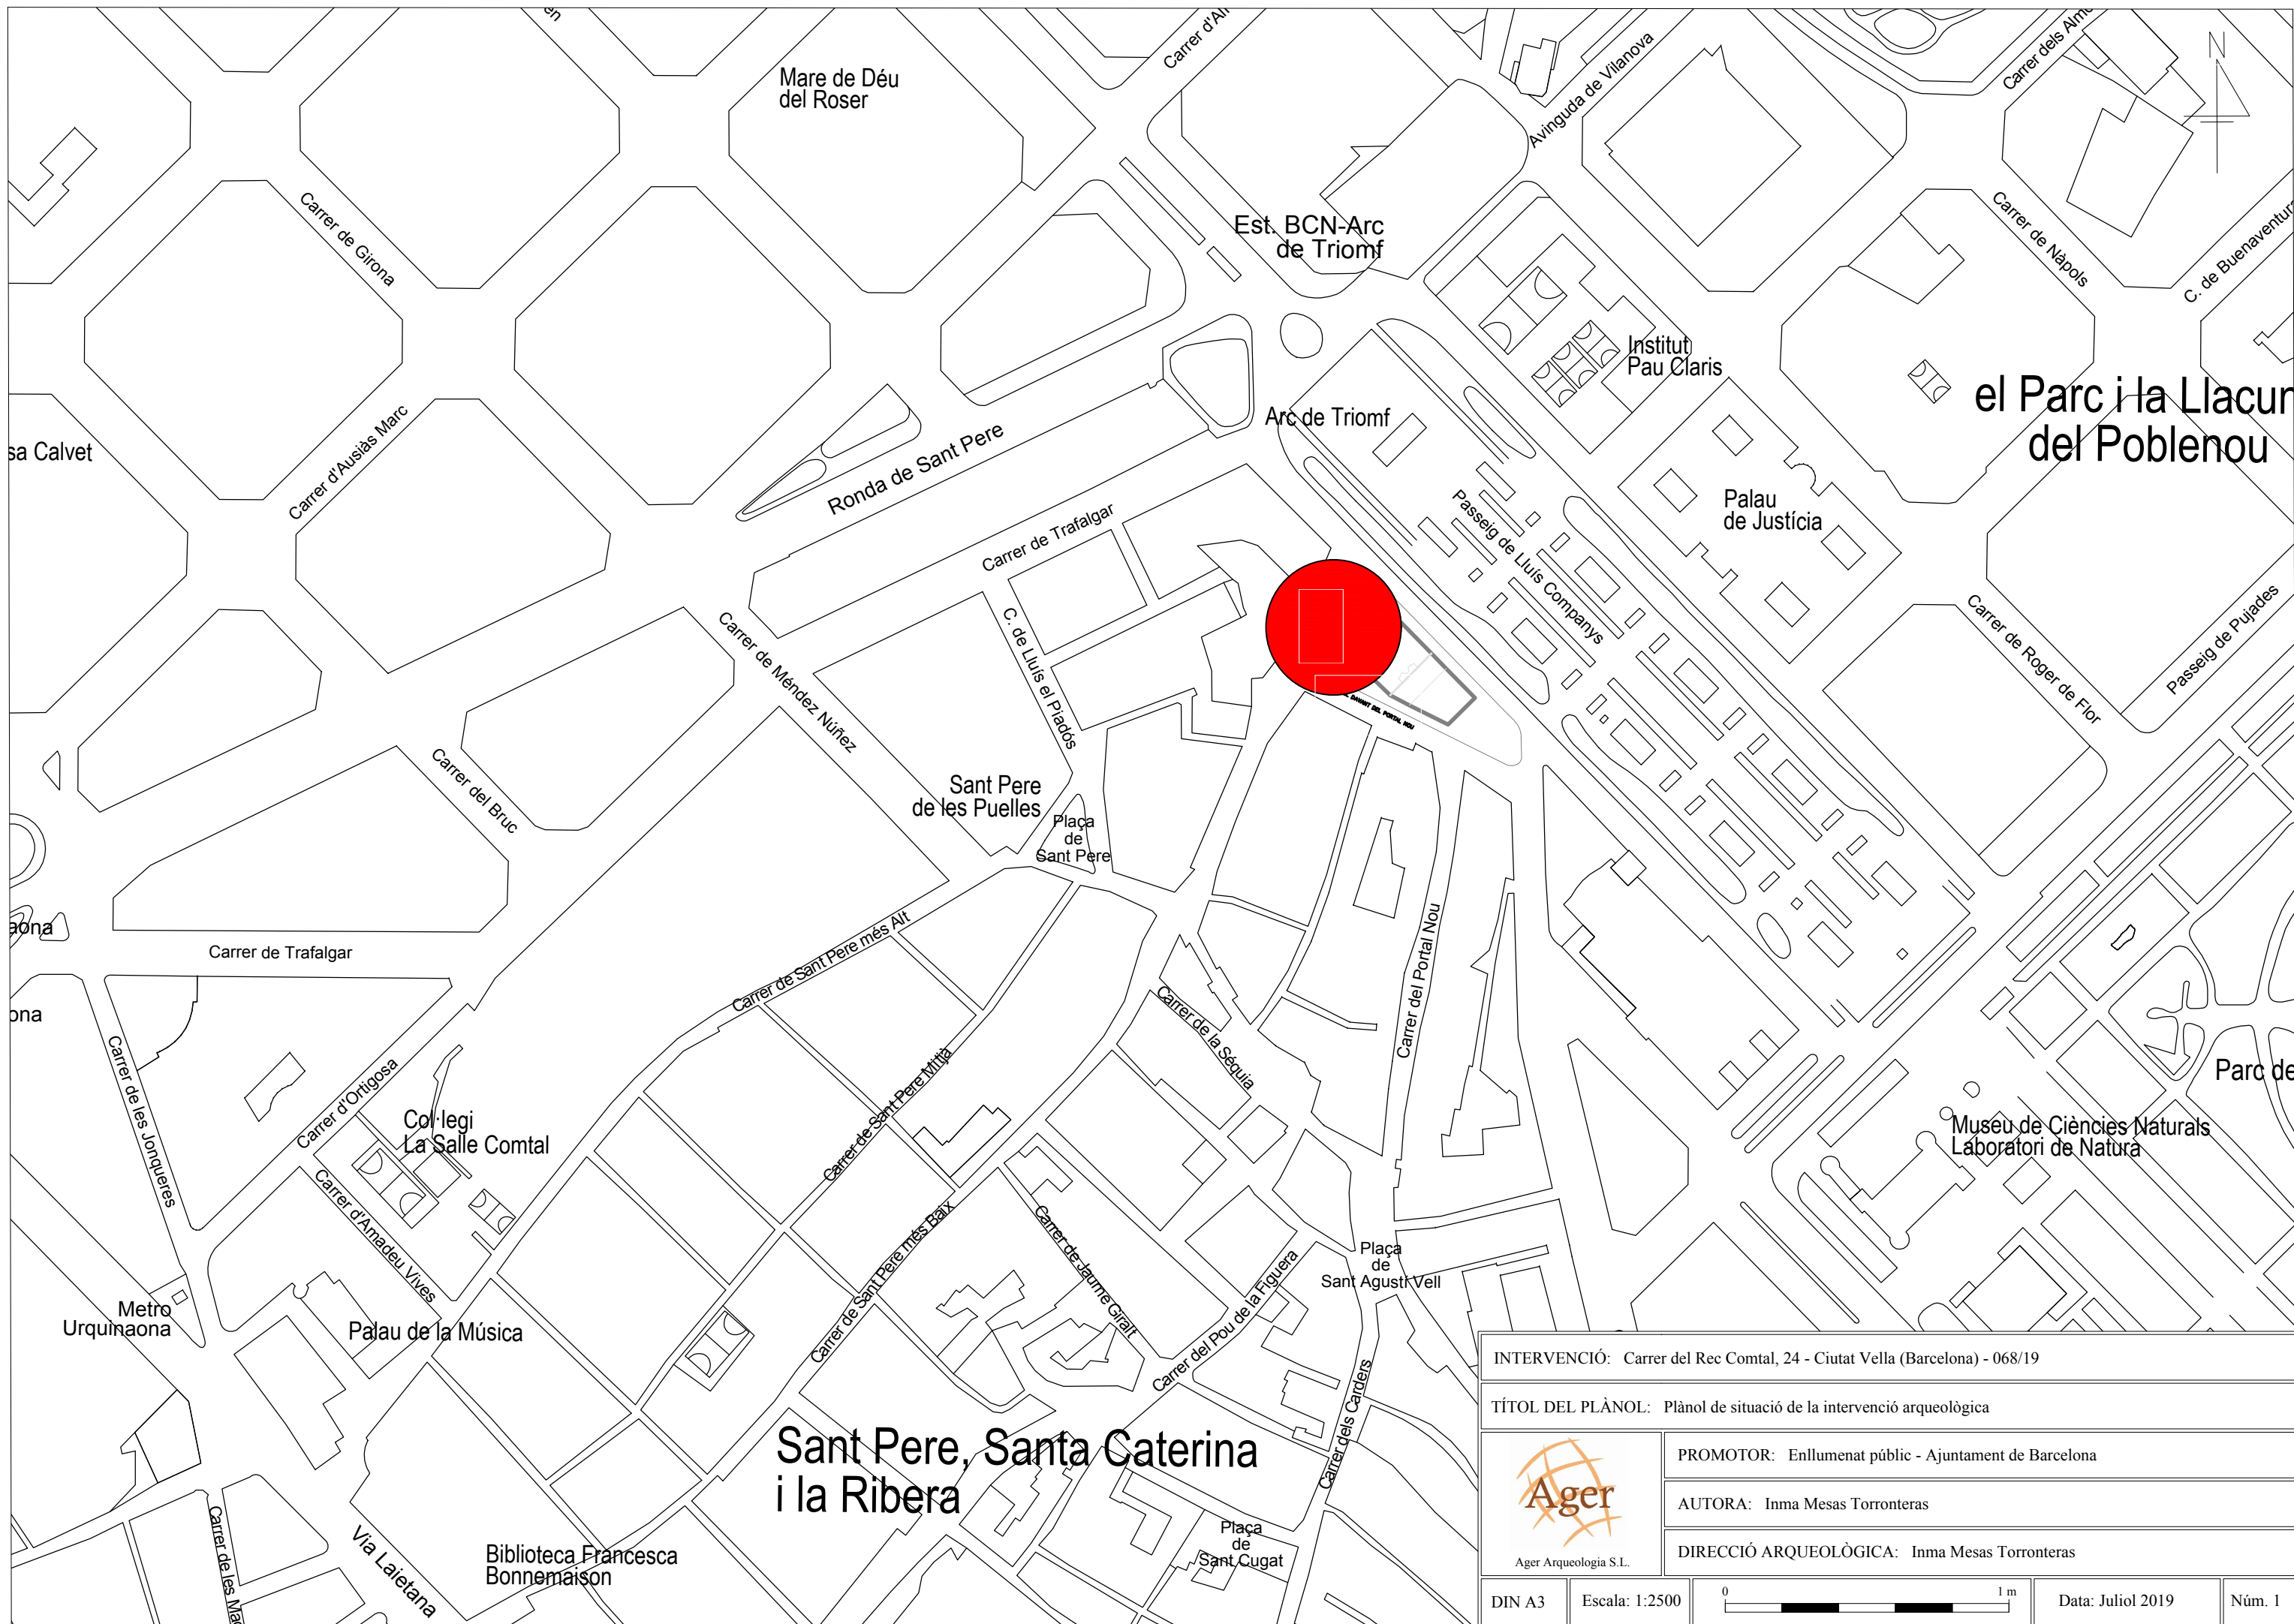 en
Carrer d'Al
Mare de Déu
del Roser
Avinguda de Vilanova
Carrer dels Almo
N
Carrer de Girona
Est. BCN-Arc
de Triomf
Carrer de Nàpols
C. de Buenaventura
Institut
Pau Claris
el Parc i la Llacun
del Poblenou
Arc de Triomf
Carrer d'Ausiàs Marc
sa Calvet
Ronda de Sant Pere
Passeig de Lluís Companys
Palau
de Justícia
Carrer de Trafalgar
Carrer de Méndez Núñez
C. de Lluís el Piadós
Carrer de Roger de Flor
Passeig de Pujades
DAVANT DEL PORTAL NOU
Carrer del Bruc
Sant Pere
de les Puelles
Plaça
de
Sant Pere
aona
Carrer de Trafalgar
Carrer de Sant Pere més Alt
Carrer del Portal Nou
ona
Carrer de la Séquia
Carrer de les Jonqueres
Carrer d'Ortigosa
Carrer de Sant Pere Mitjà
Parc de
Col·legi
La Salle Comtal
Museu de Ciències Naturals
Laboratori de Natura
Carrer d'Amadeu Vives
Carrer de Sant Pere més Baix
Carrer de Jaume Giralt
Carrer del Pou de la Figuera
Plaça
de
Sant Agustí Vell
Metro
Urquinaona
Palau de la Música
Carrer dels Carders
Sant Pere, Santa Caterina
i la Ribera
Carrer de les Mag
Via Laietana
Biblioteca Francesca
Bonnemaison
Plaça
de
Sant Cugat
INTERVENCIÓ: Carrer del Rec Comtal, 24 - Ciutat Vella (Barcelona) - 068/19
TÍTOL DEL PLÀNOL: Plànol de situació de la intervenció arqueològica
Ager
Ager Arqueologia S.L.
PROMOTOR: Enllumenat públic - Ajuntament de Barcelona
AUTORA: Inma Mesas Torronteras
DIRECCIÓ ARQUEOLÒGICA: Inma Mesas Torronteras
DIN A3
Escala: 1:2500
0 1 m
Data: Juliol 2019
Núm. 1